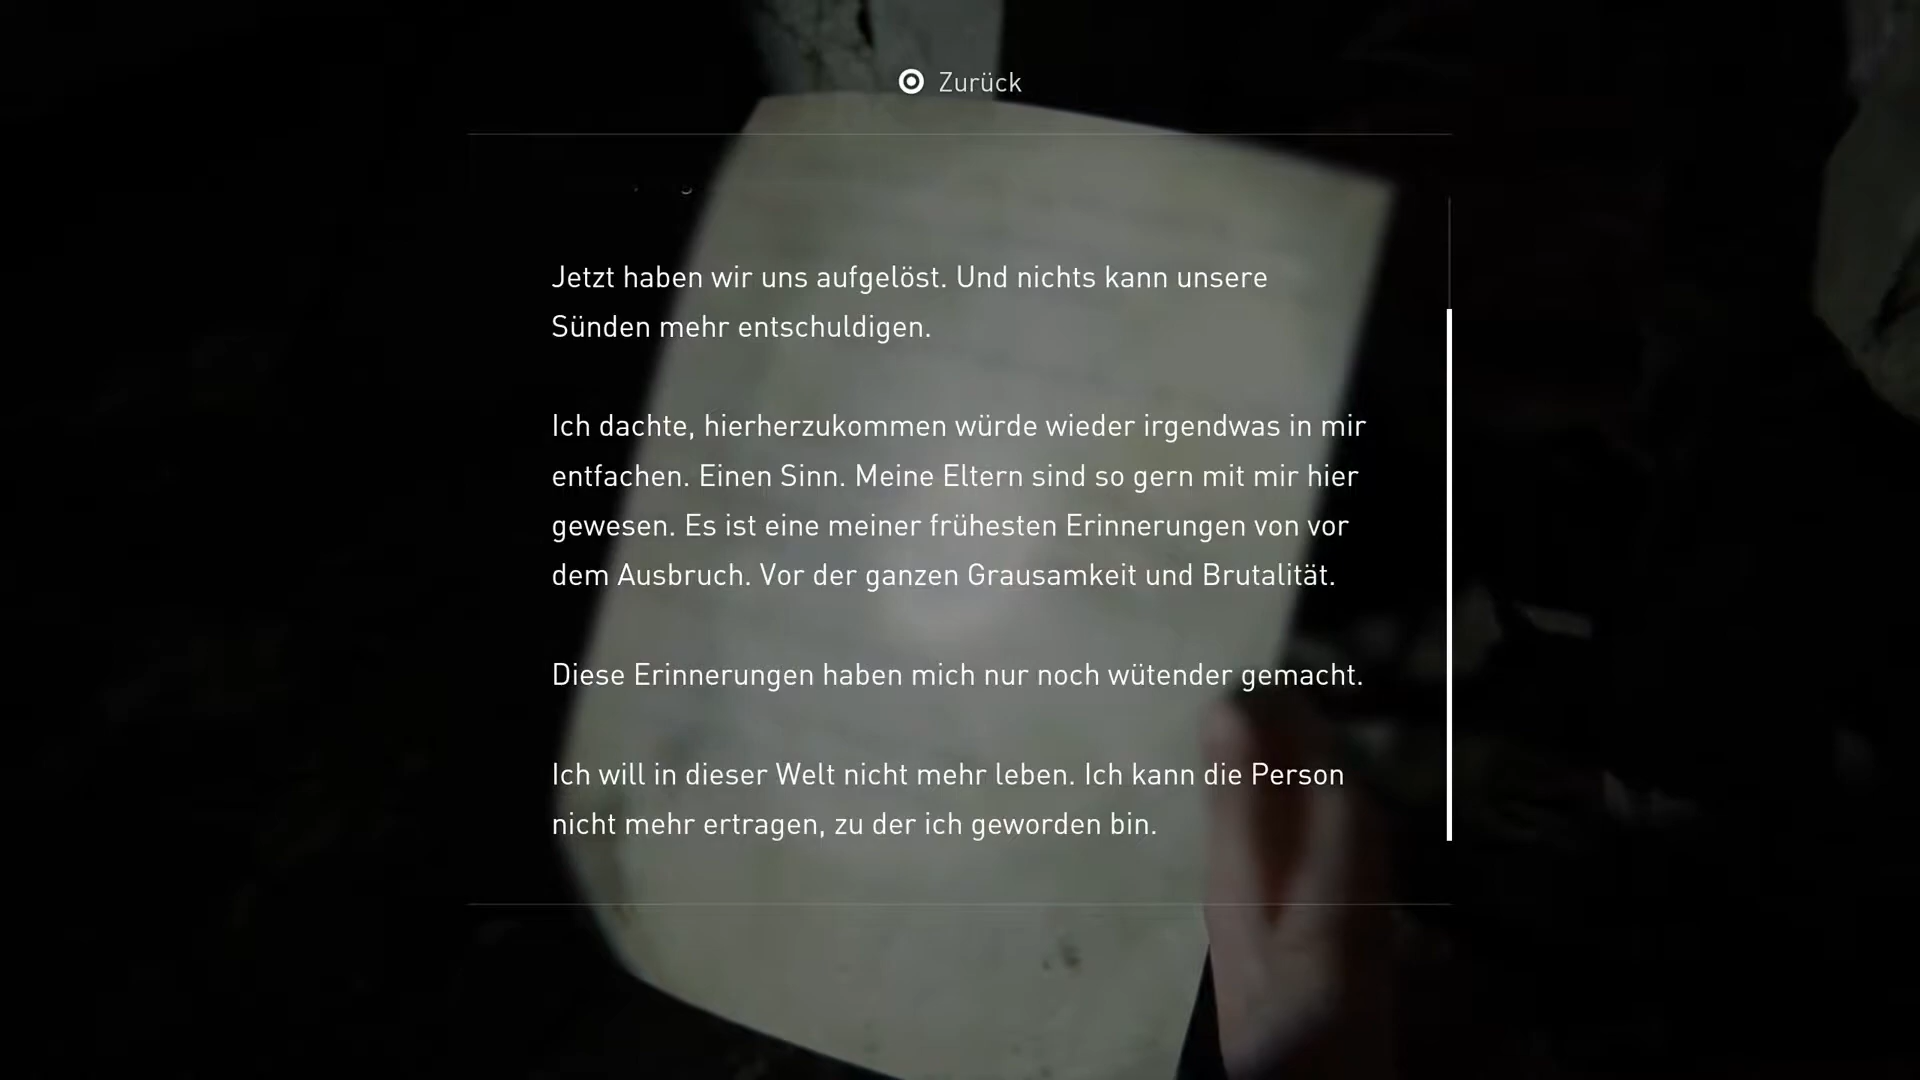 Zurück
Jetzt haben wir uns aufgelöst. Und nichts kann unsere
Sünden mehr entschuldigen.
Ich dachte, hierherzukommen würde wieder irgendwas in mir
entfachen. Einen Sinn. Meine Eltern sind so gern mit mir hier
gewesen. Es ist eine meiner frühesten Erinnerungen von vor
dem Ausbruch. Vor der ganzen Grausamkeit und Brutalität.
Diese Erinnerungen haben mich nur noch wütender gemacht.
Ich will in dieser Welt nicht mehr leben. Ich kann die Person
nicht mehr ertragen, zu der ich geworden bin.